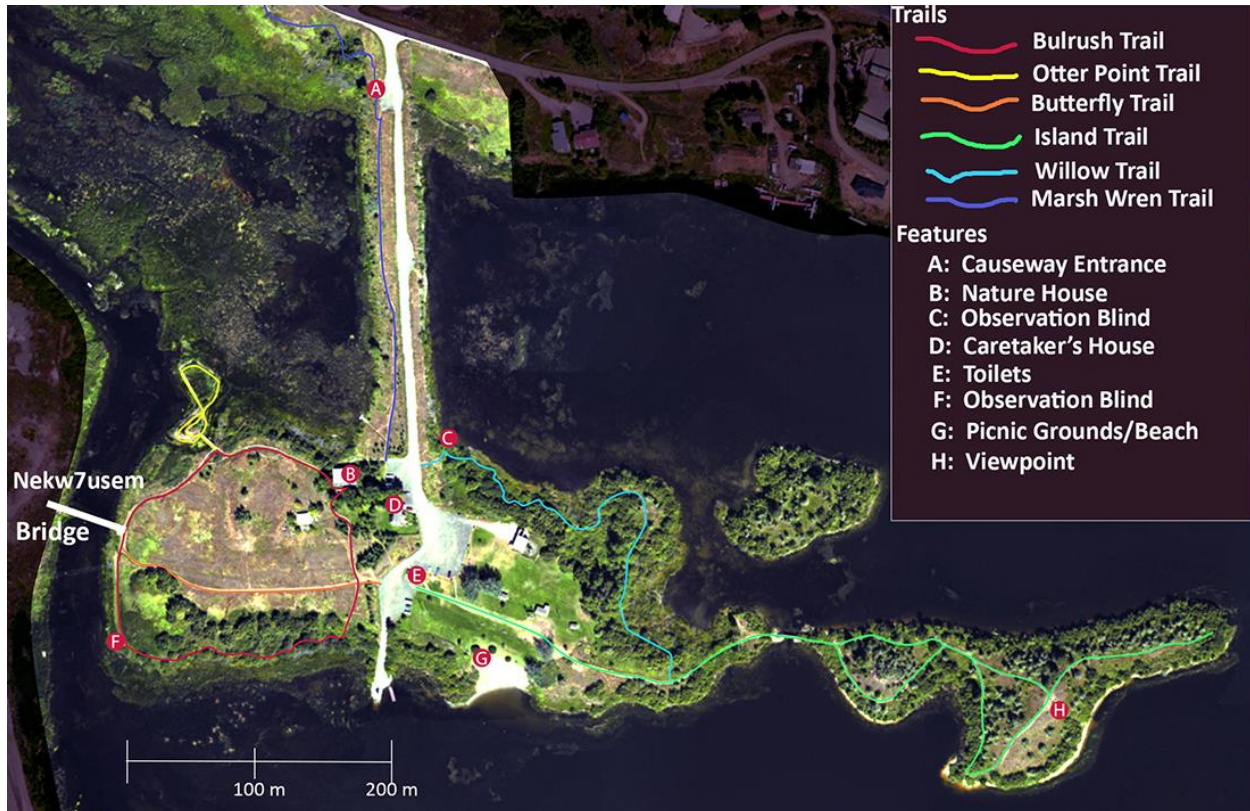 Trails
Bulrush Trail
Otter Point Trail
Butterfly Trail
Island Trail
Willow Trail
Marsh Wren Trail
Features
A: Causeway Entrance
B: Nature House
C: Observation Blind
D: Caretaker's House
E: Toilets
F: Observation Blind
G: Picnic Grounds/Beach
H: Viewpoint
A
C
B
D
Nekw7usem
Bridge
E
F
G
H
100 m
200 m